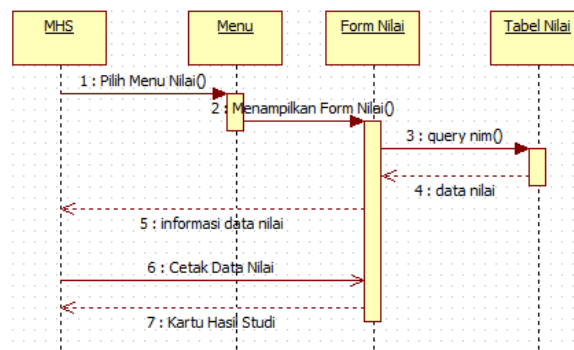 MHS
Menu
Form Nilai
Tabel Nilai
1 : Pilih Menu Nilai()
2 : Menampilkan Form Nilai()
3 : query nim()
4 : data nilai
5 : informasi data nilai
6 : Cetak Data Nilai
7 : Kartu Hasil Studi